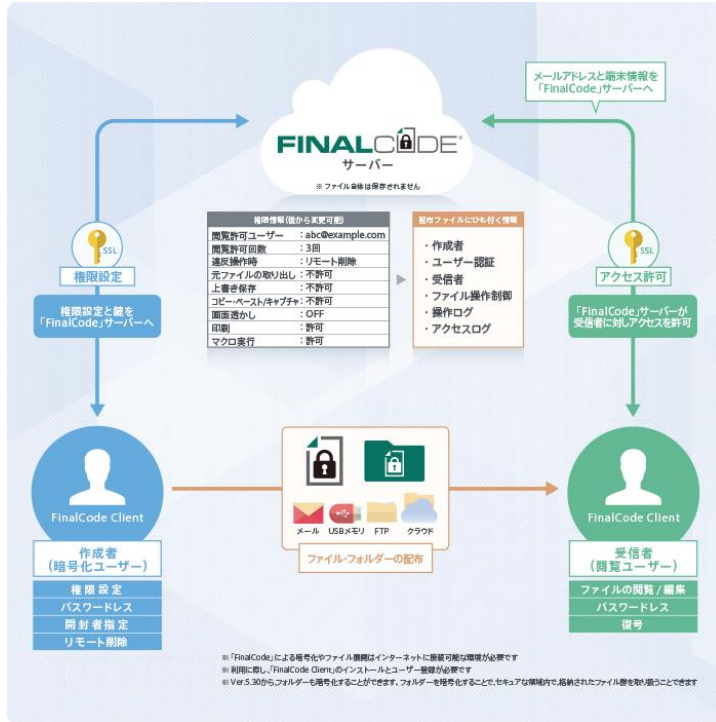 メールアドレスと端末情報を
「FinalCode」サーバーへ
FINALCODE
サーバー
※ ファイル自体は保存されません
権限情報(後から変更可能)
閲覧許可ユーザー :abc@example.com
閲覧許可回数 :3回
違反操作時 :リモート削除
元ファイルの取り出し :不許可
上書き保存 :不許可
コピー・ペースト/キャプチャ :不許可
画面透かし :OFF
印刷 :許可
マクロ実行 :許可
配布ファイルにひも付く情報
・作成者
・ユーザー認証
・受信者
・ファイル操作制御
・操作ログ
・アクセスログ
SSL
権限設定
権限設定と鍵を
「FinalCode」サーバーへ
SSL
アクセス許可
「FinalCode」サーバーが
受信者に対しアクセスを許可
FinalCode Client
作成者
(暗号化ユーザー)
権限設定
パスワードレス
開封者指定
リモート削除
メール USBメモリ FTP クラウド
ファイル・フォルダーの配布
FinalCode Client
受信者
(閲覧ユーザー)
ファイルの閲覧/編集
パスワードレス
復号
※「FinalCode」による暗号化やファイル展開はインターネットに接続可能な環境が必要です
※ 利用に際し、「FinalCode Client」のインストールとユーザー登録が必要です
※ Ver.5.30から、フォルダーも暗号化することができます。フォルダーを暗号化することで、セキュアな領域内で、格納されたファイル群を取り扱うことできます